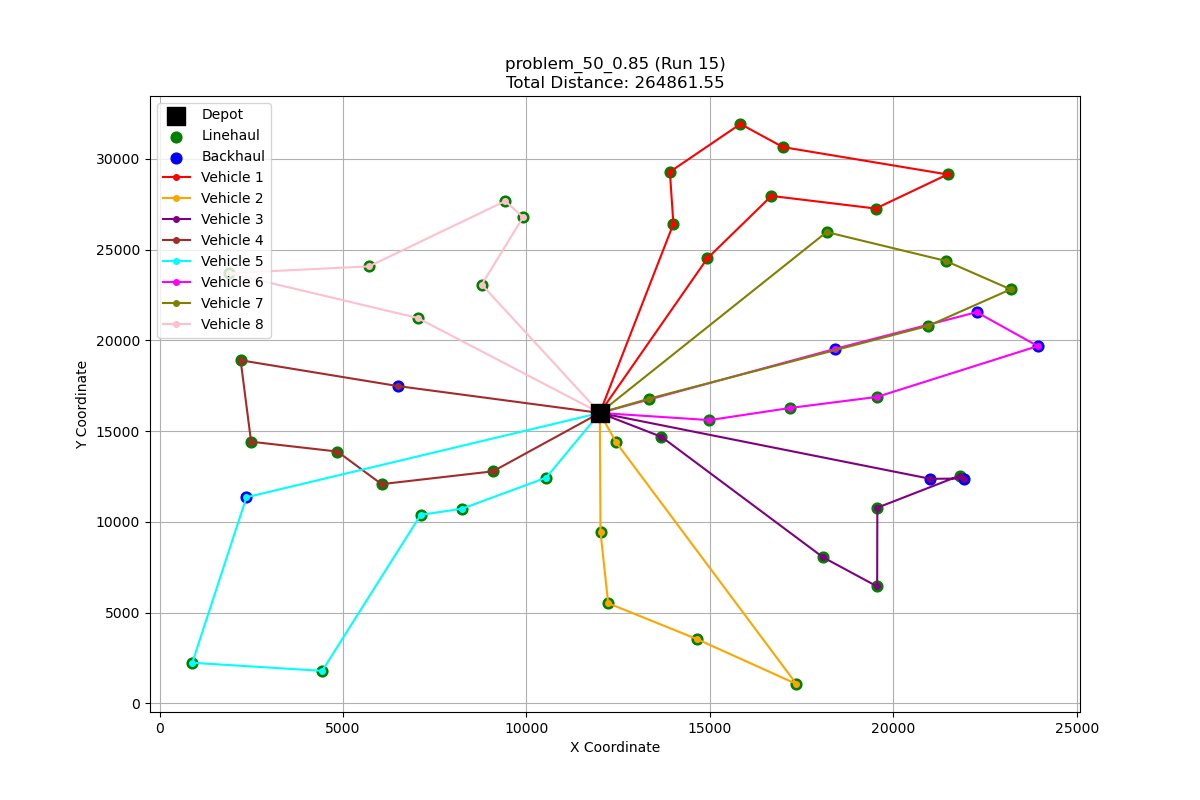 problem_50_0.85 (Run 15)
Total Distance: 264861.55
Depot
Linehaul
Backhaul
Vehicle 1
Vehicle 2
Vehicle 3
Vehicle 4
Vehicle 5
Vehicle 6
Vehicle 7
Vehicle 8
30000
25000
20000
15000
10000
5000
0
Y Coordinate
0
5000
10000
15000
20000
25000
X Coordinate